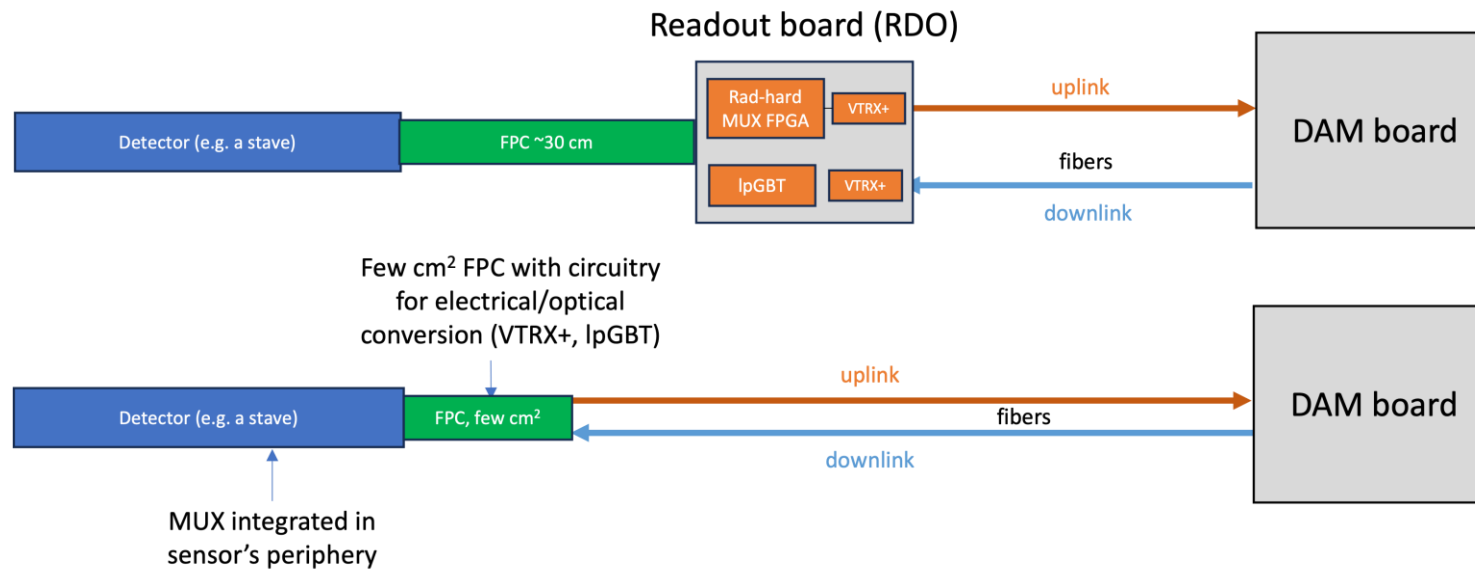 Readout board (RDO)
Detector (e.g. a stave)
FPC ~30 cm
Rad-hard
MUX FPGA
VTRX+
lpGBT
VTRX+
uplink
fibers
downlink
DAM board
Few cm² FPC with circuitry
for electrical/optical
conversion (VTRX+, lpGBT)
Detector (e.g. a stave)
FPC, few cm²
uplink
fibers
downlink
DAM board
MUX integrated in
sensor’s periphery